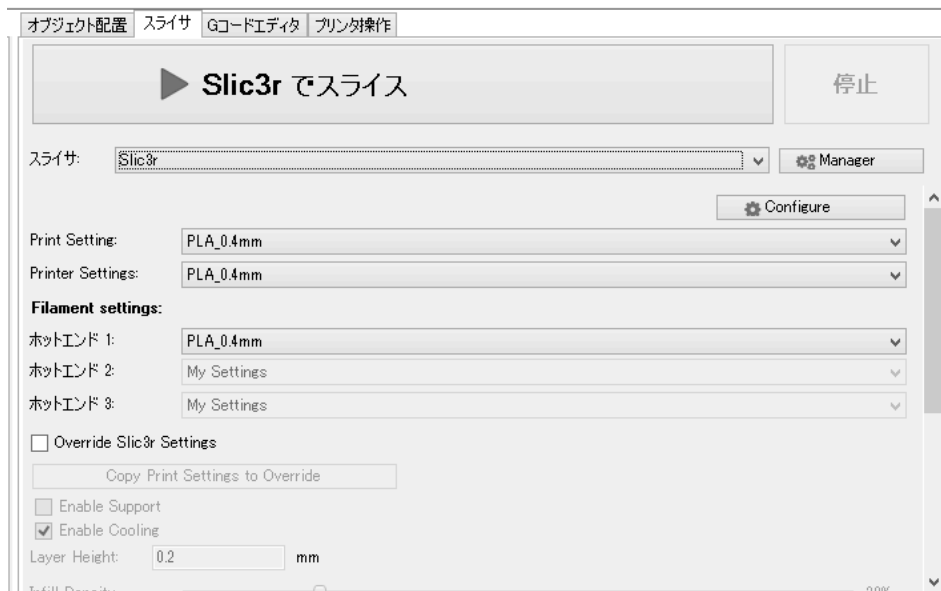 オブジェクト配置 スライサ Gコードエディタ プリンタ操作
Slic3r でスライス 停止
スライサ: Slic3r Manager
Configure
Print Setting: PLA_0.4mm
Printer Settings: PLA_0.4mm
Filament settings:
ホットエンド 1: PLA_0.4mm
ホットエンド 2: My Settings
ホットエンド 3: My Settings
Override Slic3r Settings
Copy Print Settings to Override
Enable Support
Enable Cooling
Layer Height: 0.2 mm
Infill Density